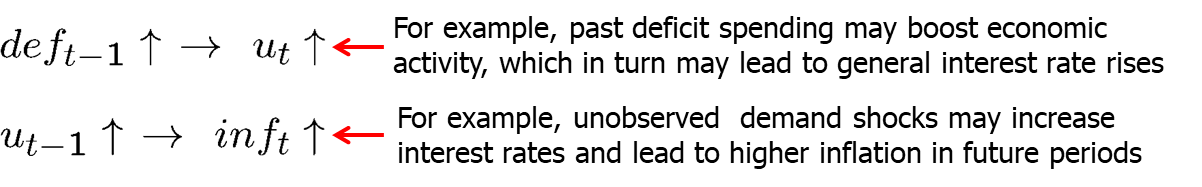 def_{t−1} ↑ → u_t ↑ ← For example, past deficit spending may boost economic
activity, which in turn may lead to general interest rate rises
u_{t−1} ↑ → inf_t ↑ ← For example, unobserved demand shocks may increase
interest rates and lead to higher inflation in future periods